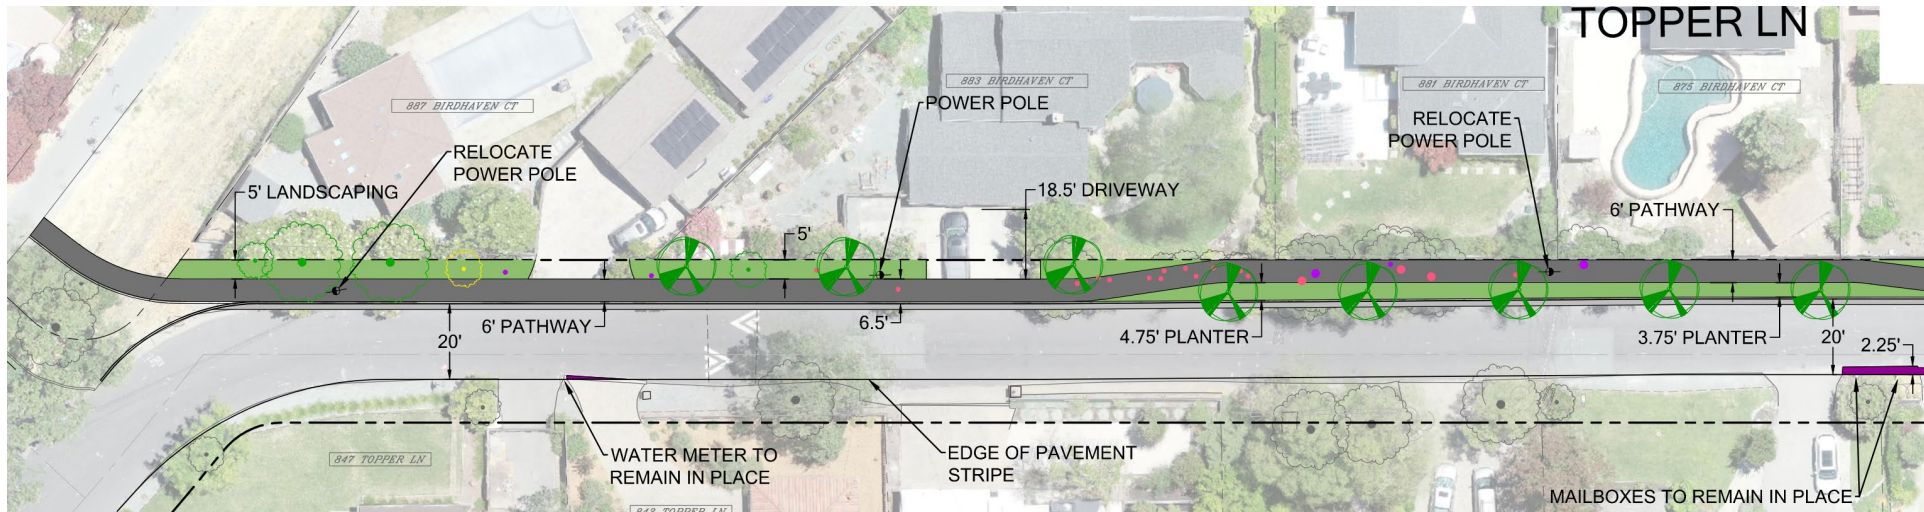 TOPPER LN
887 BIRDHAVEN CT
883 BIRDHAVEN CT
881 BIRDHAVEN CT
875 BIRDHAVEN CT
POWER POLE
RELOCATE
POWER POLE
RELOCATE
POWER POLE
5' LANDSCAPING
18.5' DRIVEWAY
6' PATHWAY
5'
6' PATHWAY
6.5'
4.75' PLANTER
3.75' PLANTER
20'
20'
2.25'
WATER METER TO
REMAIN IN PLACE
EDGE OF PAVEMENT
STRIPE
847 TOPPER LN
MAILBOXES TO REMAIN IN PLACE
843 TOPPER LN